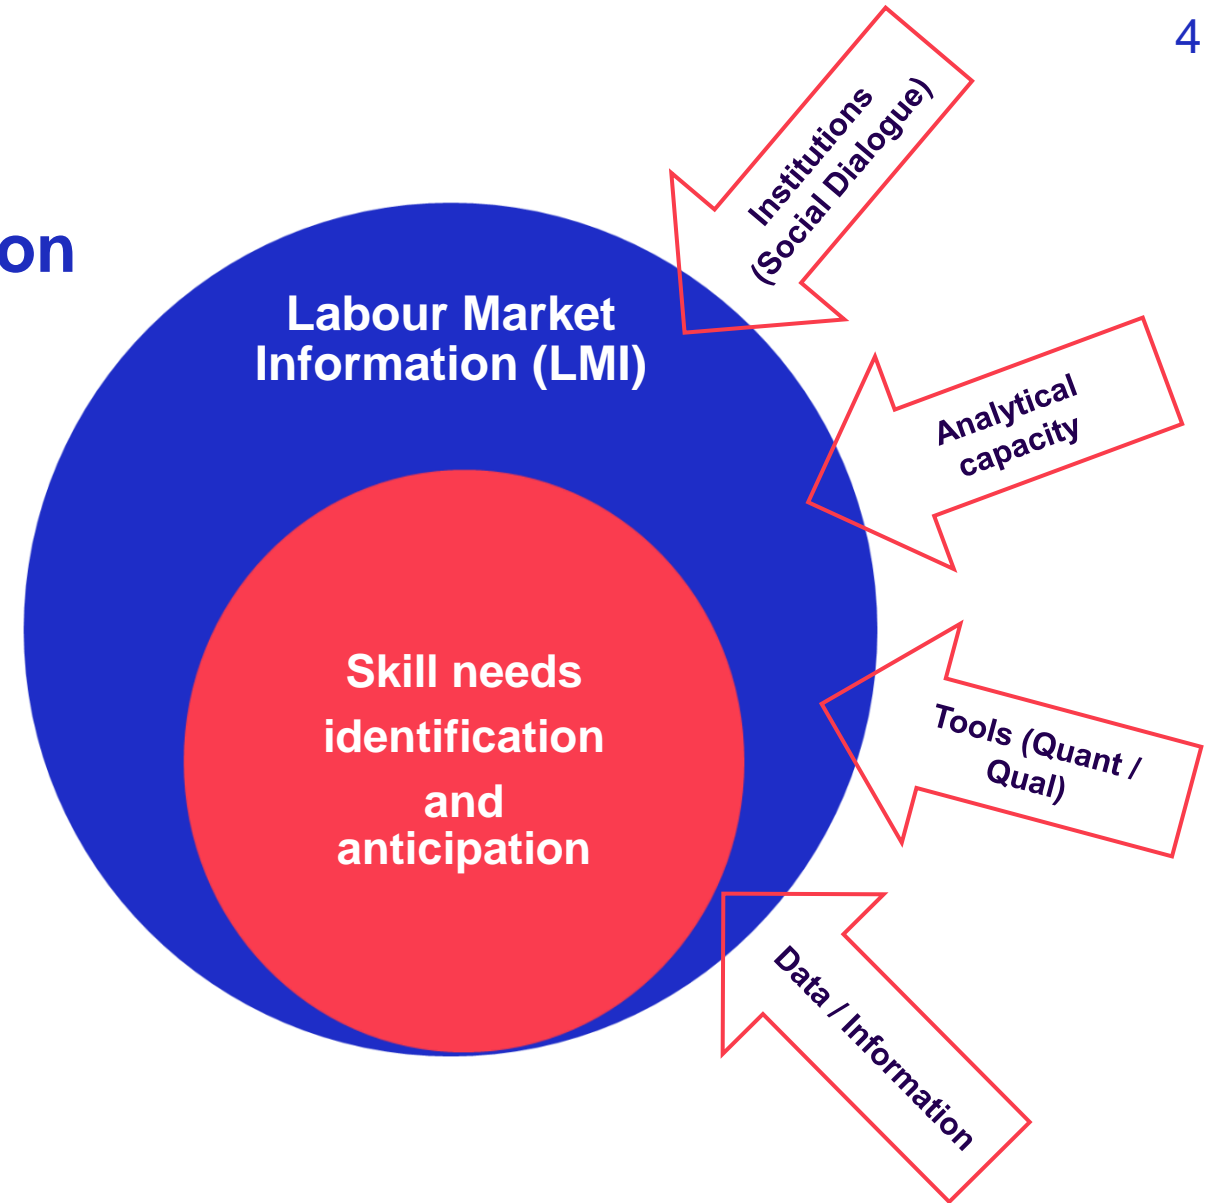 4
on
Labour Market
Information (LMI)
Skill needs
identification
and
anticipation
Institutions
(Social Dialogue)
Analytical
capacity
Tools (Quant /
Qual)
Data / Information